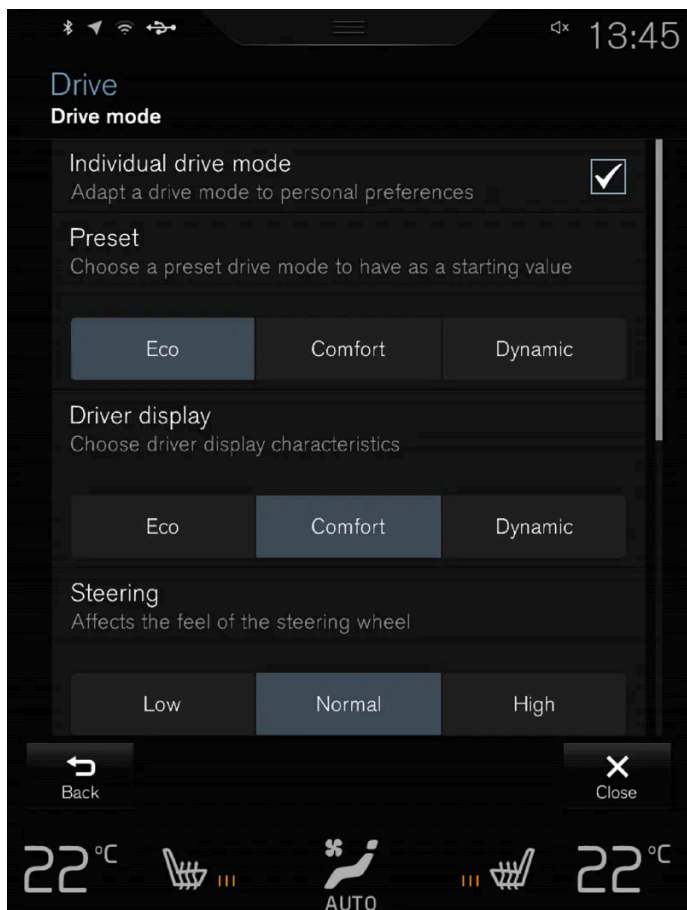 13:45
Drive
Drive mode
Individual drive mode
Adapt a drive mode to personal preferences
Preset
Choose a preset drive mode to have as a starting value
Eco Comfort Dynamic
Driver display
Choose driver display characteristics
Eco Comfort Dynamic
Steering
Affects the feel of the steering wheel
Low Normal High
Back Close
22°C 22°C
AUTO